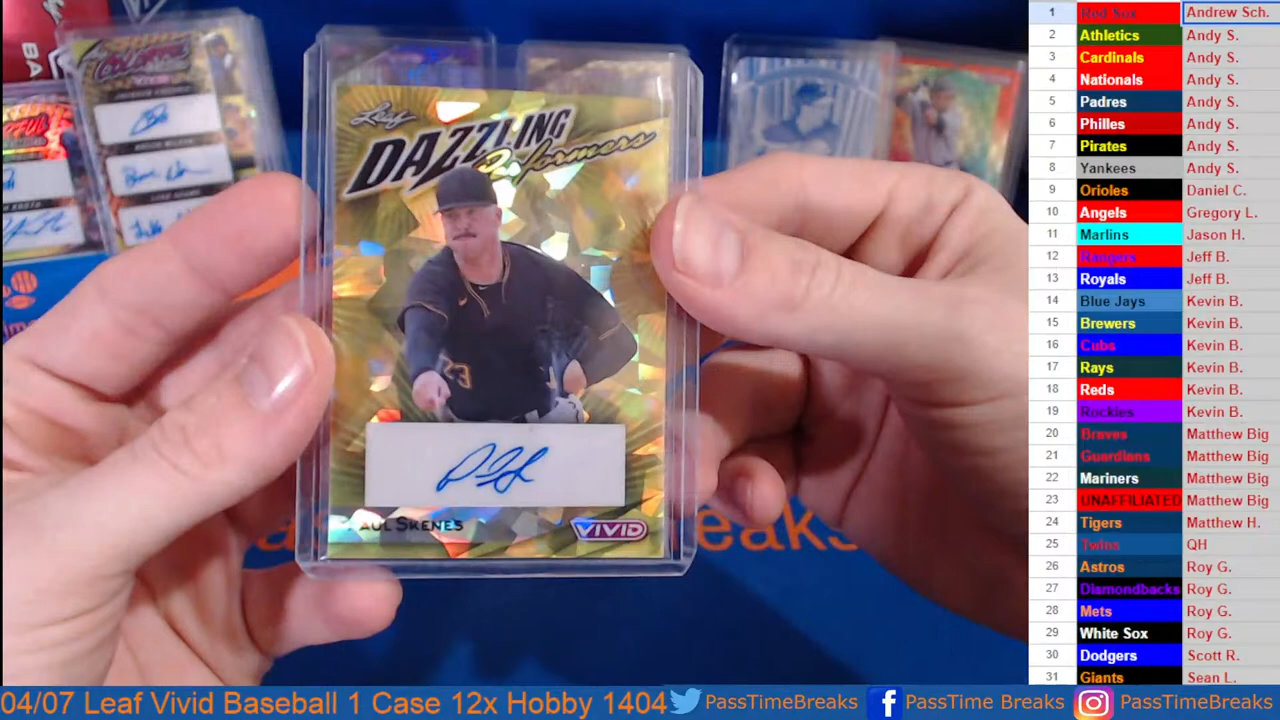 Leaf
DAZZLING
Performers
AUL SKENES
VIVID
1 Red Sox Andrew Sch.
2 Athletics Andy S.
3 Cardinals Andy S.
4 Nationals Andy S.
5 Padres Andy S.
6 Philles Andy S.
7 Pirates Andy S.
8 Yankees Andy S.
9 Orioles Daniel C.
10 Angels Gregory L.
11 Marlins Jason H.
12 Rangers Jeff B.
13 Royals Jeff B.
14 Blue Jays Kevin B.
15 Brewers Kevin B.
16 Cubs Kevin B.
17 Rays Kevin B.
18 Reds Kevin B.
19 Rockies Kevin B.
20 Braves Matthew Big
21 Guardians Matthew Big
22 Mariners Matthew Big
23 UNAFFILIATED Matthew Big
24 Tigers Matthew H.
25 Twins QH
26 Astros Roy G.
27 Diamondbacks Roy G.
28 Mets Roy G.
29 White Sox Roy G.
30 Dodgers Scott R.
31 Giants Sean L.
04/07 Leaf Vivid Baseball 1 Case 12x Hobby 1404 PassTimeBreaks PassTime Breaks PassTimeBreaks